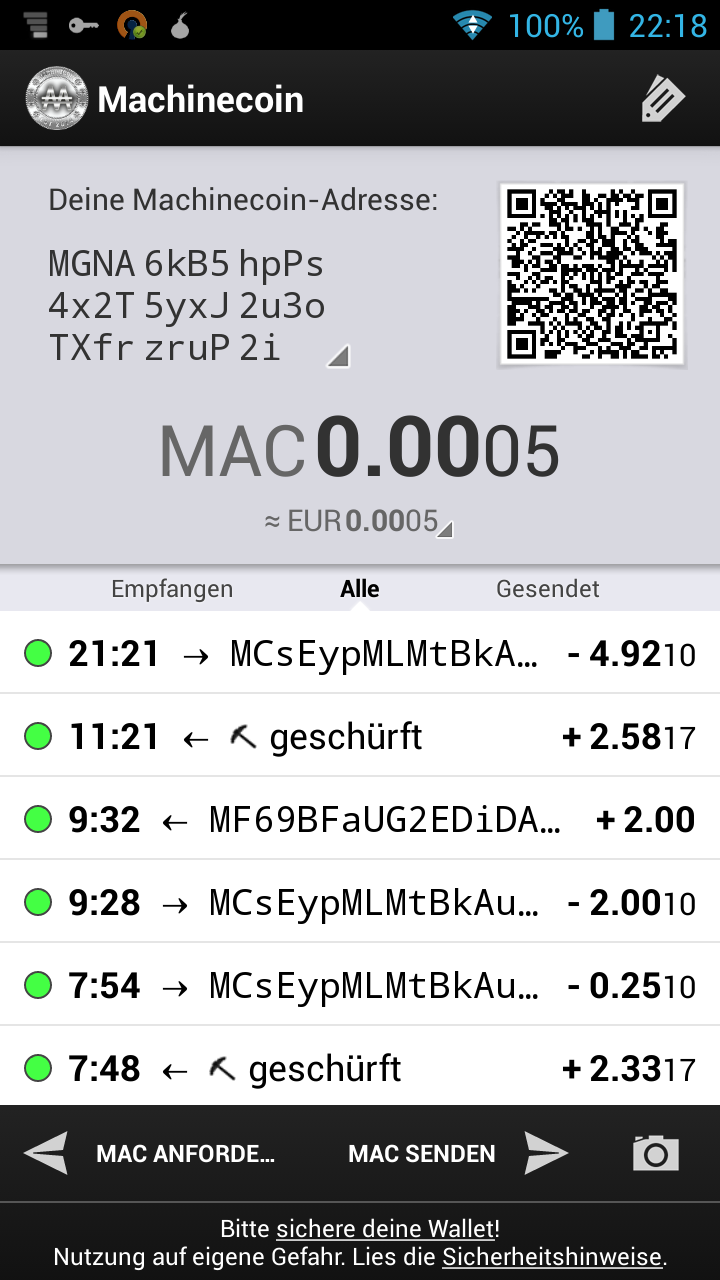 100% 22:18
Machinecoin
Deine Machinecoin-Adresse:
MGNA 6kB5 hpPs
4x2T 5yxJ 2u3o
TXfr zruP 2i
MAC 0.0005
≈ EUR 0.0005
Empfangen Alle Gesendet
21:21 → MCsEypMLMtBkA… - 4.9210
11:21 ← geschürft + 2.5817
9:32 ← MF69BFaUG2EDiDA… + 2.00
9:28 → MCsEypMLMtBkAu… - 2.0010
7:54 → MCsEypMLMtBkAu… - 0.2510
7:48 ← geschürft + 2.3317
MAC ANFORDE… MAC SENDEN
Bitte sichere deine Wallet!
Nutzung auf eigene Gefahr. Lies die Sicherheitshinweise.